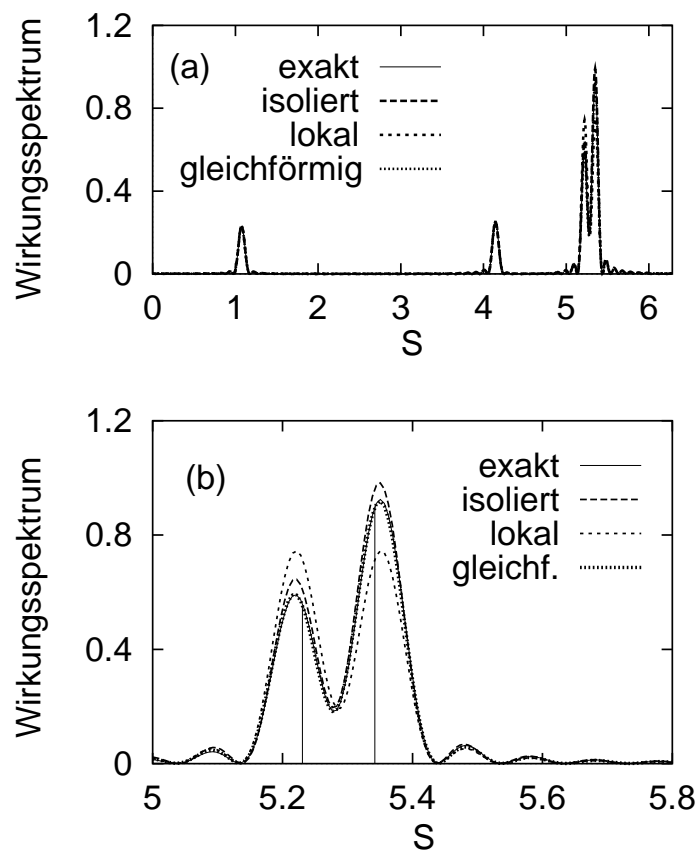 Wirkungsspektrum
1.2
0.8
0.4
0
(a)
exakt
isoliert
lokal
gleichförmig
0 1 2 3 4 5 6
S
Wirkungsspektrum
1.2
0.8
0.4
0
(b)
exakt
isoliert
lokal
gleichf.
5 5.2 5.4 5.6 5.8
S